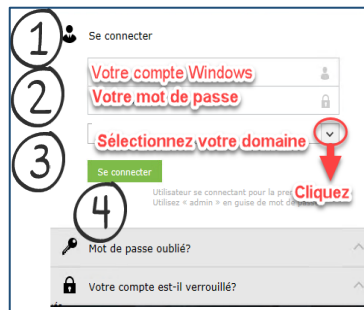 1
Se connecter
Votre compte Windows
2
Votre mot de passe
Sélectionnez votre domaine
3
Se connecter
Cliquez
4
Utilisateur se connectant pour la
Utilisez « admin » en guise de mot de
Mot de passe oublié?
Votre compte est-il verrouillé?